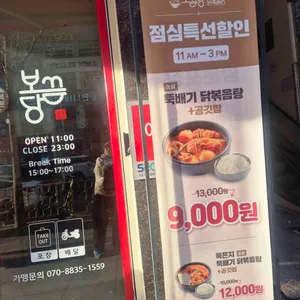 OPEN 11:00
CLOSE 23:00
Break Time
15:00~17:00
TAKE OUT
포장
배달
가맹문의 070-8835-1559
점심특선할인
11 AM ~ 3 PM
뚝배기 닭볶음탕
+공깃밥
13,000원
9,000원
묵은지
뚝배기 닭볶음탕
+공깃밥
12,000원